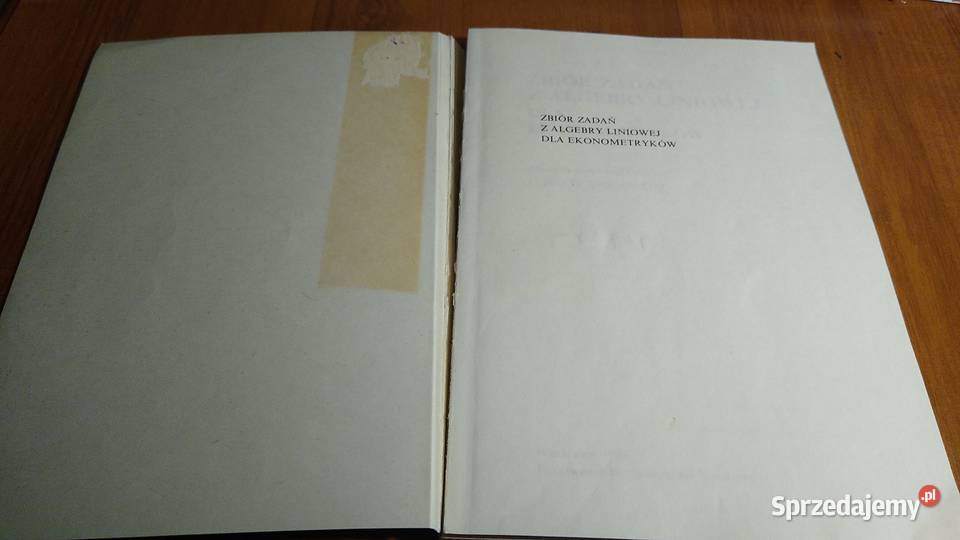 ZBIÓR ZADAŃ
Z ALGEBRY LINIOWEJ
DLA EKONOMETRYKÓW
Sprzedajemy.pl